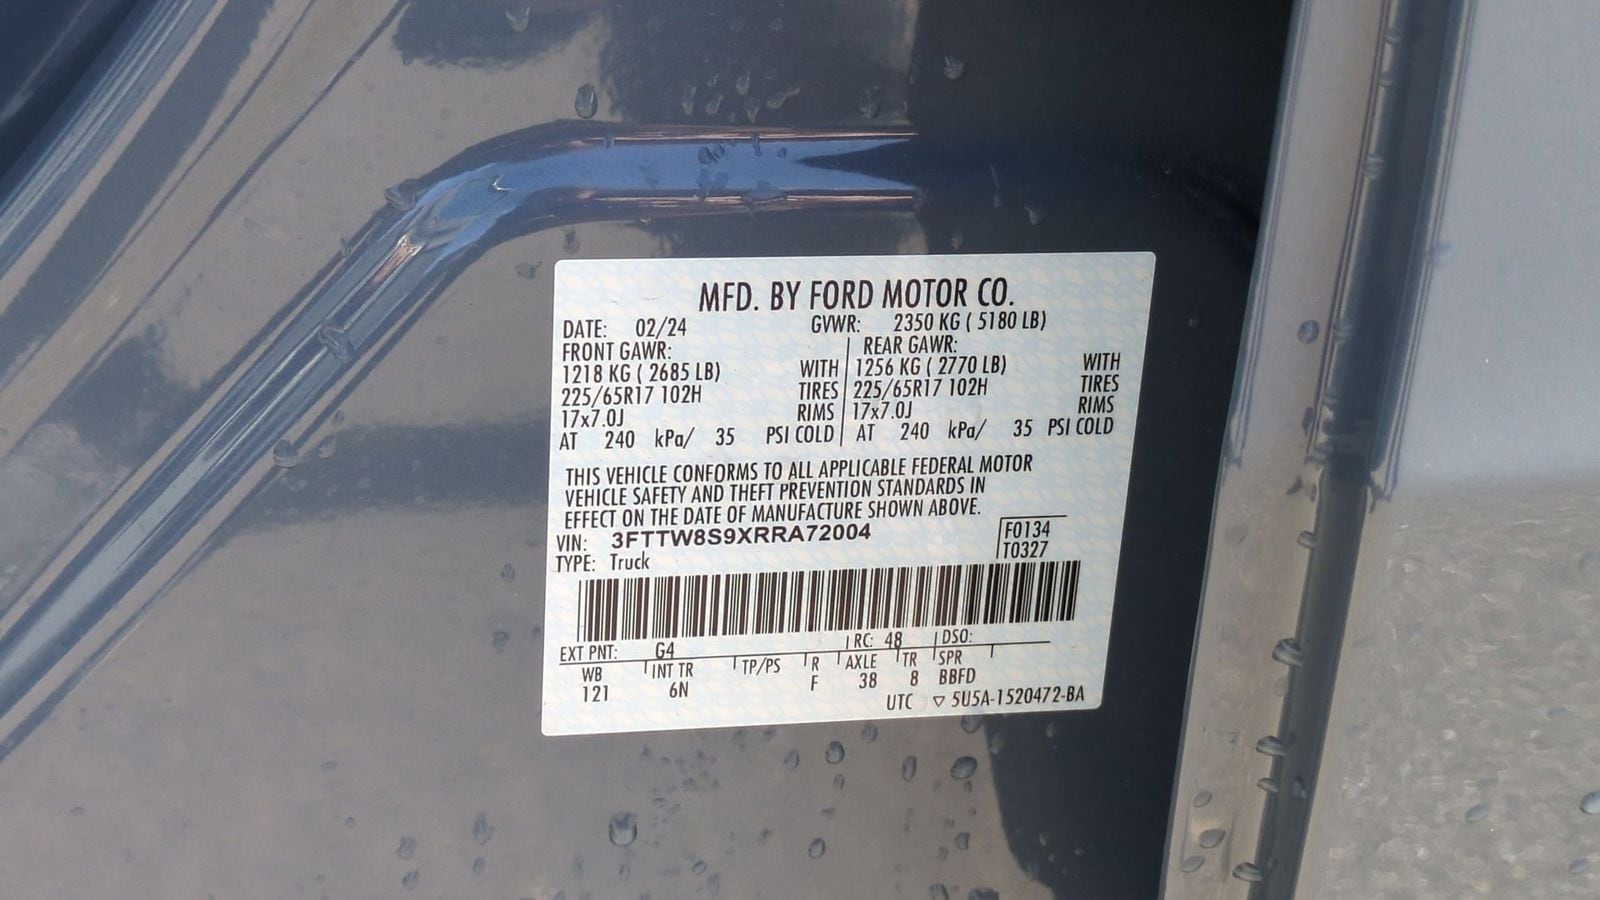 MFD. BY FORD MOTOR CO.
DATE: 02/24 GVWR: 2350 KG ( 5180 LB)
FRONT GAWR: REAR GAWR:
1218 KG ( 2685 LB) WITH 1256 KG ( 2770 LB) WITH
225/65R17 102H TIRES 225/65R17 102H TIRES
17x7.0J RIMS 17x7.0J RIMS
AT 240 kPa/ 35 PSI COLD AT 240 kPa/ 35 PSI COLD
THIS VEHICLE CONFORMS TO ALL APPLICABLE FEDERAL MOTOR
VEHICLE SAFETY AND THEFT PREVENTION STANDARDS IN
EFFECT ON THE DATE OF MANUFACTURE SHOWN ABOVE.
VIN: 3FTTW8S9XRRA72004 F0134
TYPE: Truck T0327
EXT PNT: G4 RC: 48 DSO:
WB INT TR TP/PS R AXLE TR SPR
121 6N F 38 8 BBFD
UTC ▽ 5U5A-1520472-BA